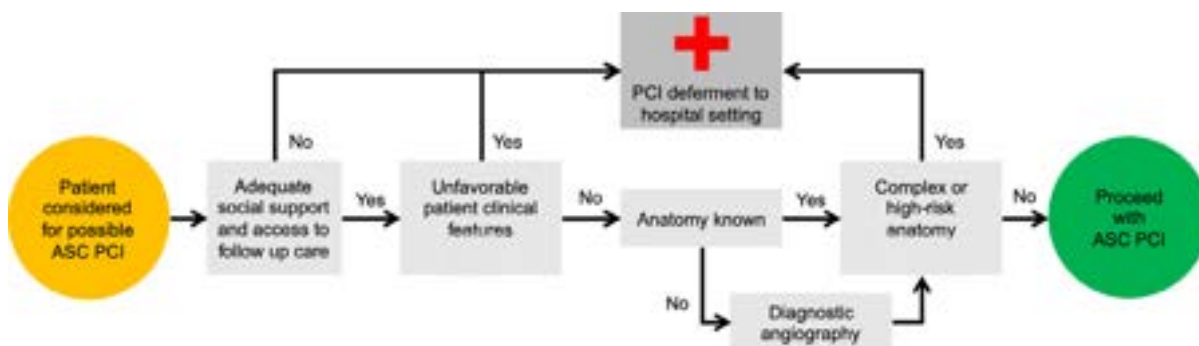 PCI deferment to
hospital setting
No
Yes
Yes
Patient
considered
for possible
ASC PCI
Adequate
social support
and access to
follow up care
Yes
Unfavorable
patient clinical
features
No
Anatomy known
Yes
Complex or
high-risk
anatomy
No
Proceed
with
ASC PCI
No
Diagnostic
angiography